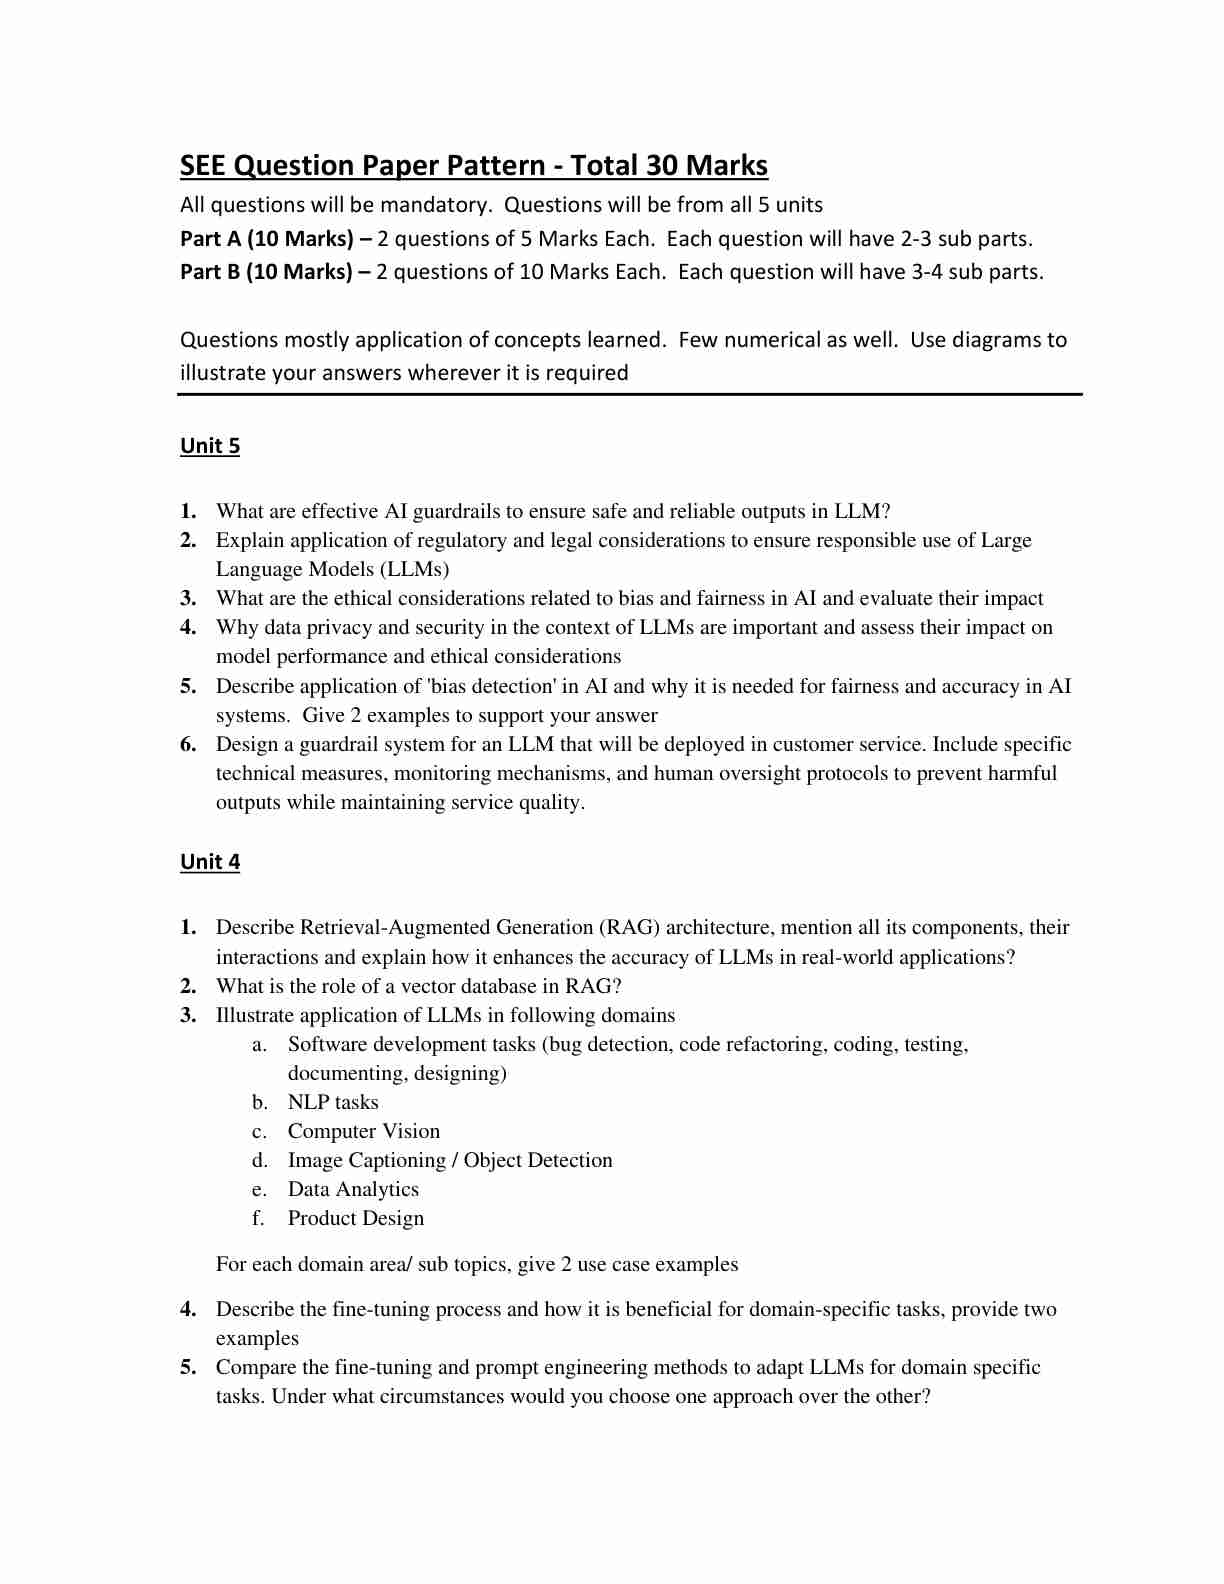 SEE Question Paper Pattern - Total 30 Marks
All questions will be mandatory.  Questions will be from all 5 units
Part A (10 Marks) – 2 questions of 5 Marks Each.  Each question will have 2-3 sub parts.
Part B (10 Marks) – 2 questions of 10 Marks Each.  Each question will have 3-4 sub parts.
Questions mostly application of concepts learned.  Few numerical as well.  Use diagrams to
illustrate your answers wherever it is required
Unit 5
1. What are effective AI guardrails to ensure safe and reliable outputs in LLM?
2. Explain application of regulatory and legal considerations to ensure responsible use of Large
Language Models (LLMs)
3. What are the ethical considerations related to bias and fairness in AI and evaluate their impact
4. Why data privacy and security in the context of LLMs are important and assess their impact on
model performance and ethical considerations
5. Describe application of 'bias detection' in AI and why it is needed for fairness and accuracy in AI
systems.  Give 2 examples to support your answer
6. Design a guardrail system for an LLM that will be deployed in customer service. Include specific
technical measures, monitoring mechanisms, and human oversight protocols to prevent harmful
outputs while maintaining service quality.
Unit 4
1. Describe Retrieval-Augmented Generation (RAG) architecture, mention all its components, their
interactions and explain how it enhances the accuracy of LLMs in real-world applications?
2. What is the role of a vector database in RAG?
3. Illustrate application of LLMs in following domains
a. Software development tasks (bug detection, code refactoring, coding, testing,
documenting, designing)
b. NLP tasks
c. Computer Vision
d. Image Captioning / Object Detection
e. Data Analytics
f. Product Design
For each domain area/ sub topics, give 2 use case examples
4. Describe the fine-tuning process and how it is beneficial for domain-specific tasks, provide two
examples
5. Compare the fine-tuning and prompt engineering methods to adapt LLMs for domain specific
tasks. Under what circumstances would you choose one approach over the other?